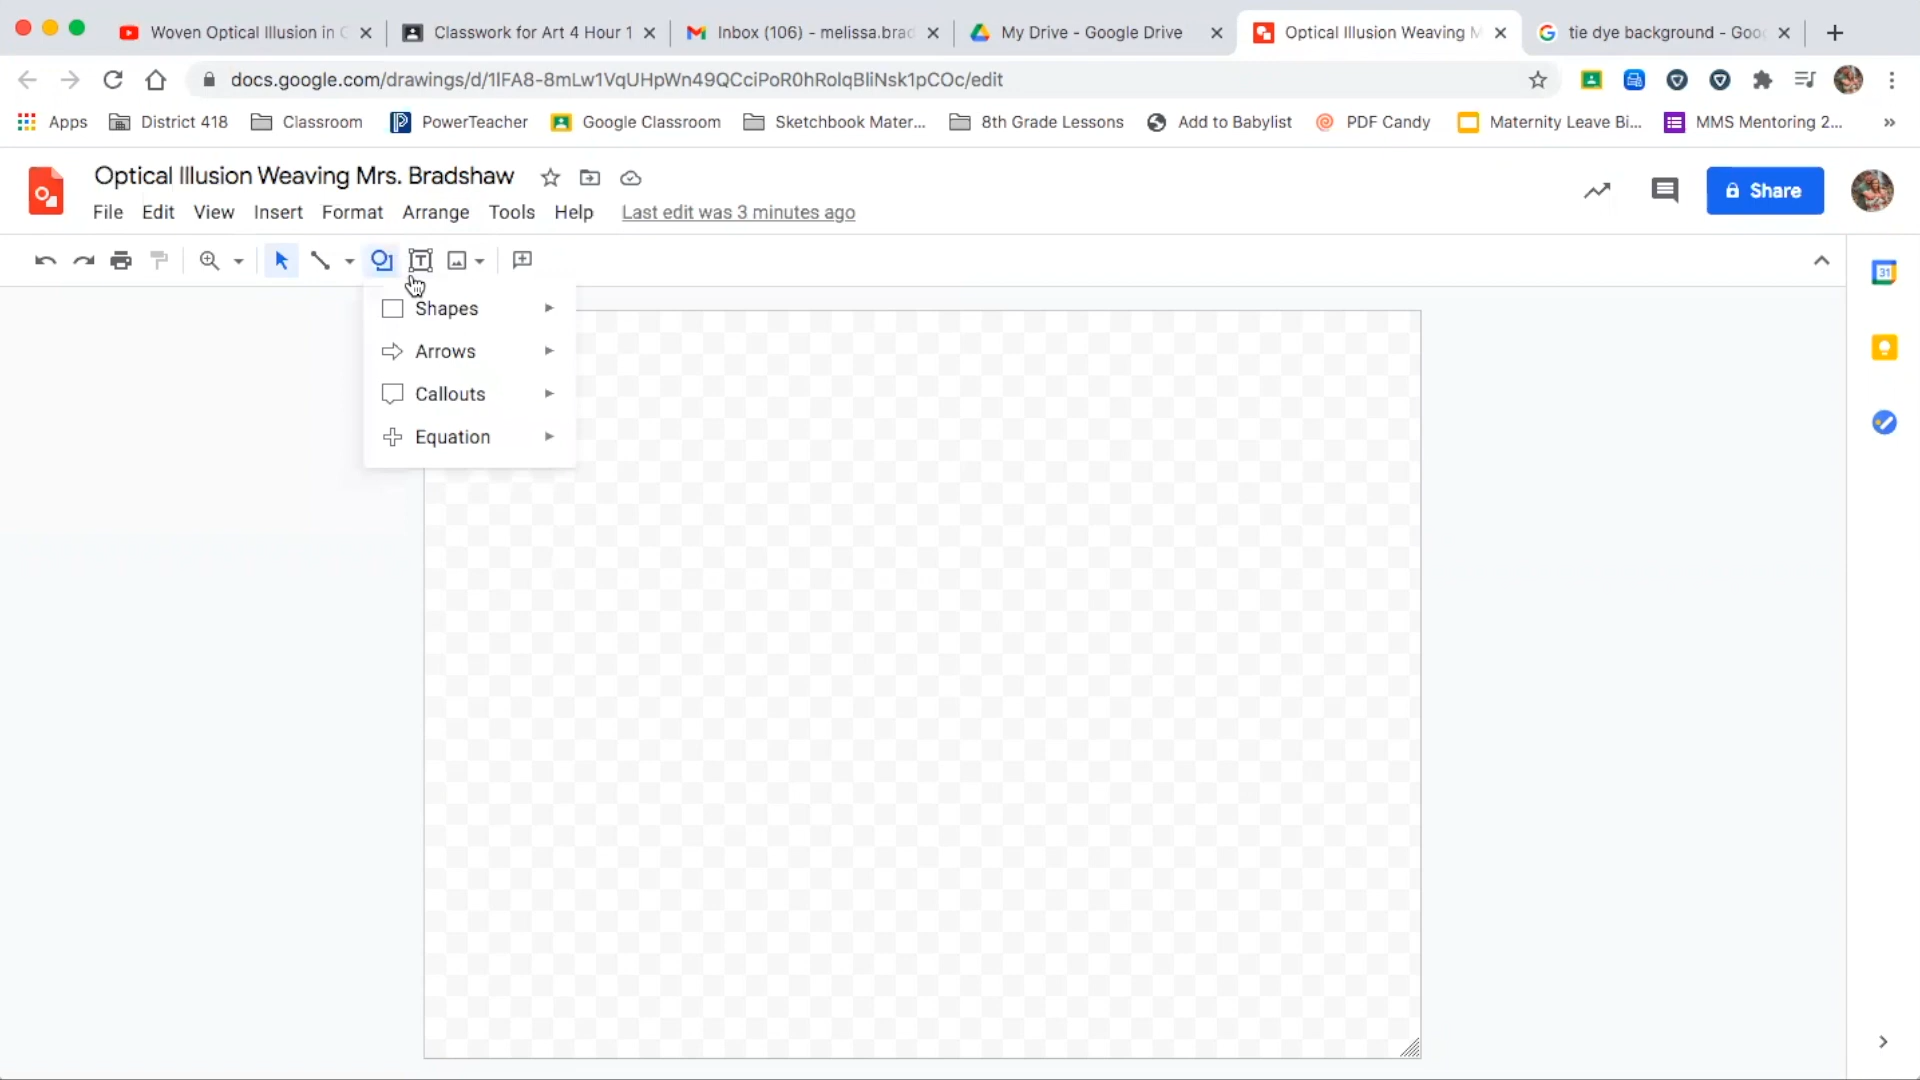 Woven Optical Illusion in
Classwork for Art 4 Hour 1
Inbox (106) - melissa.brad
My Drive - Google Drive
Optical Illusion Weaving M
tie dye background - Goo
docs.google.com/drawings/d/1IFA8-8mLw1VqUHpWn49QCciPoR0hRolqBliNsk1pCOc/edit
Apps
District 418
Classroom
PowerTeacher
Google Classroom
Sketchbook Mater...
8th Grade Lessons
Add to Babylist
PDF Candy
Maternity Leave Bi...
MMS Mentoring 2...
Optical Illusion Weaving Mrs. Bradshaw
File Edit View Insert Format Arrange Tools Help Last edit was 3 minutes ago
Share
Shapes
Arrows
Callouts
Equation
31